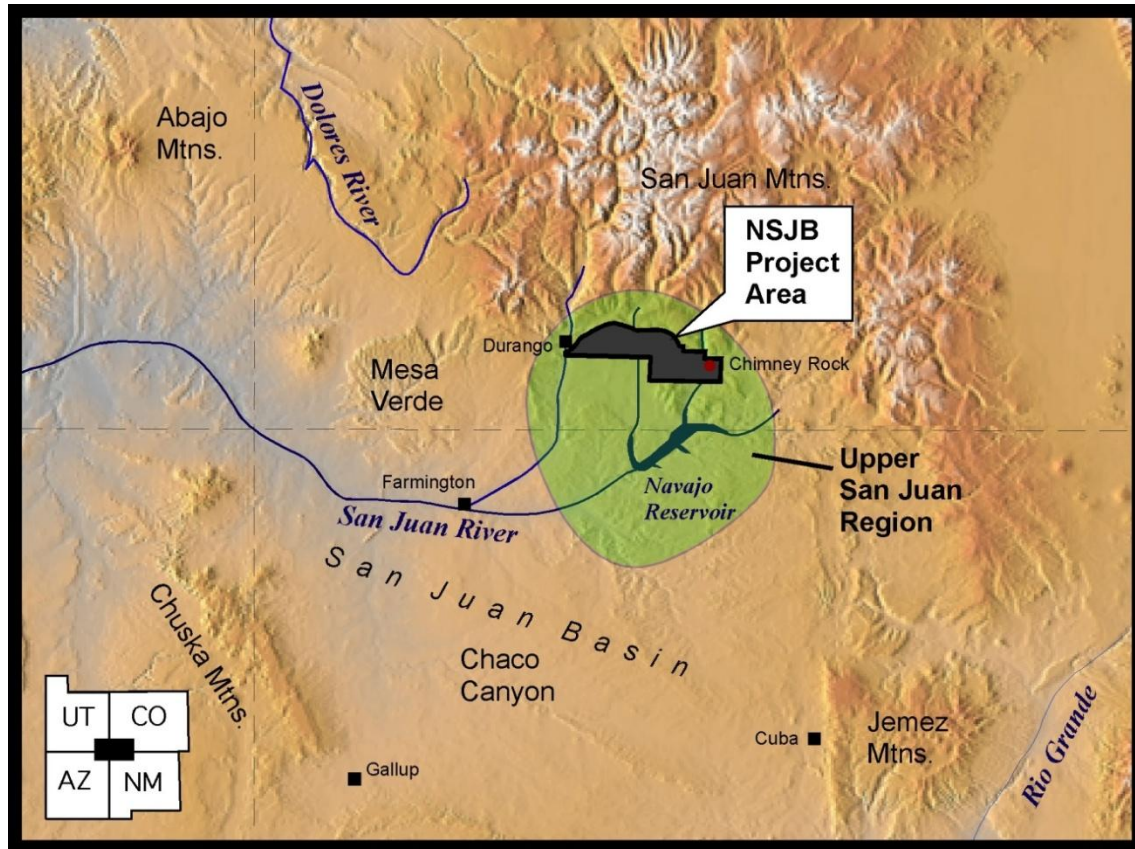 Abajo
Mtns.
Dolores River
San Juan Mtns.
NSJB
Project
Area
Durango
Chimney Rock
Mesa
Verde
Upper
San Juan
Region
Farmington
Navajo
Reservoir
San Juan River
San Juan Basin
Chuska Mtns.
Chaco
Canyon
UT
CO
AZ
NM
Gallup
Cuba
Jemez
Mtns.
Rio Grande